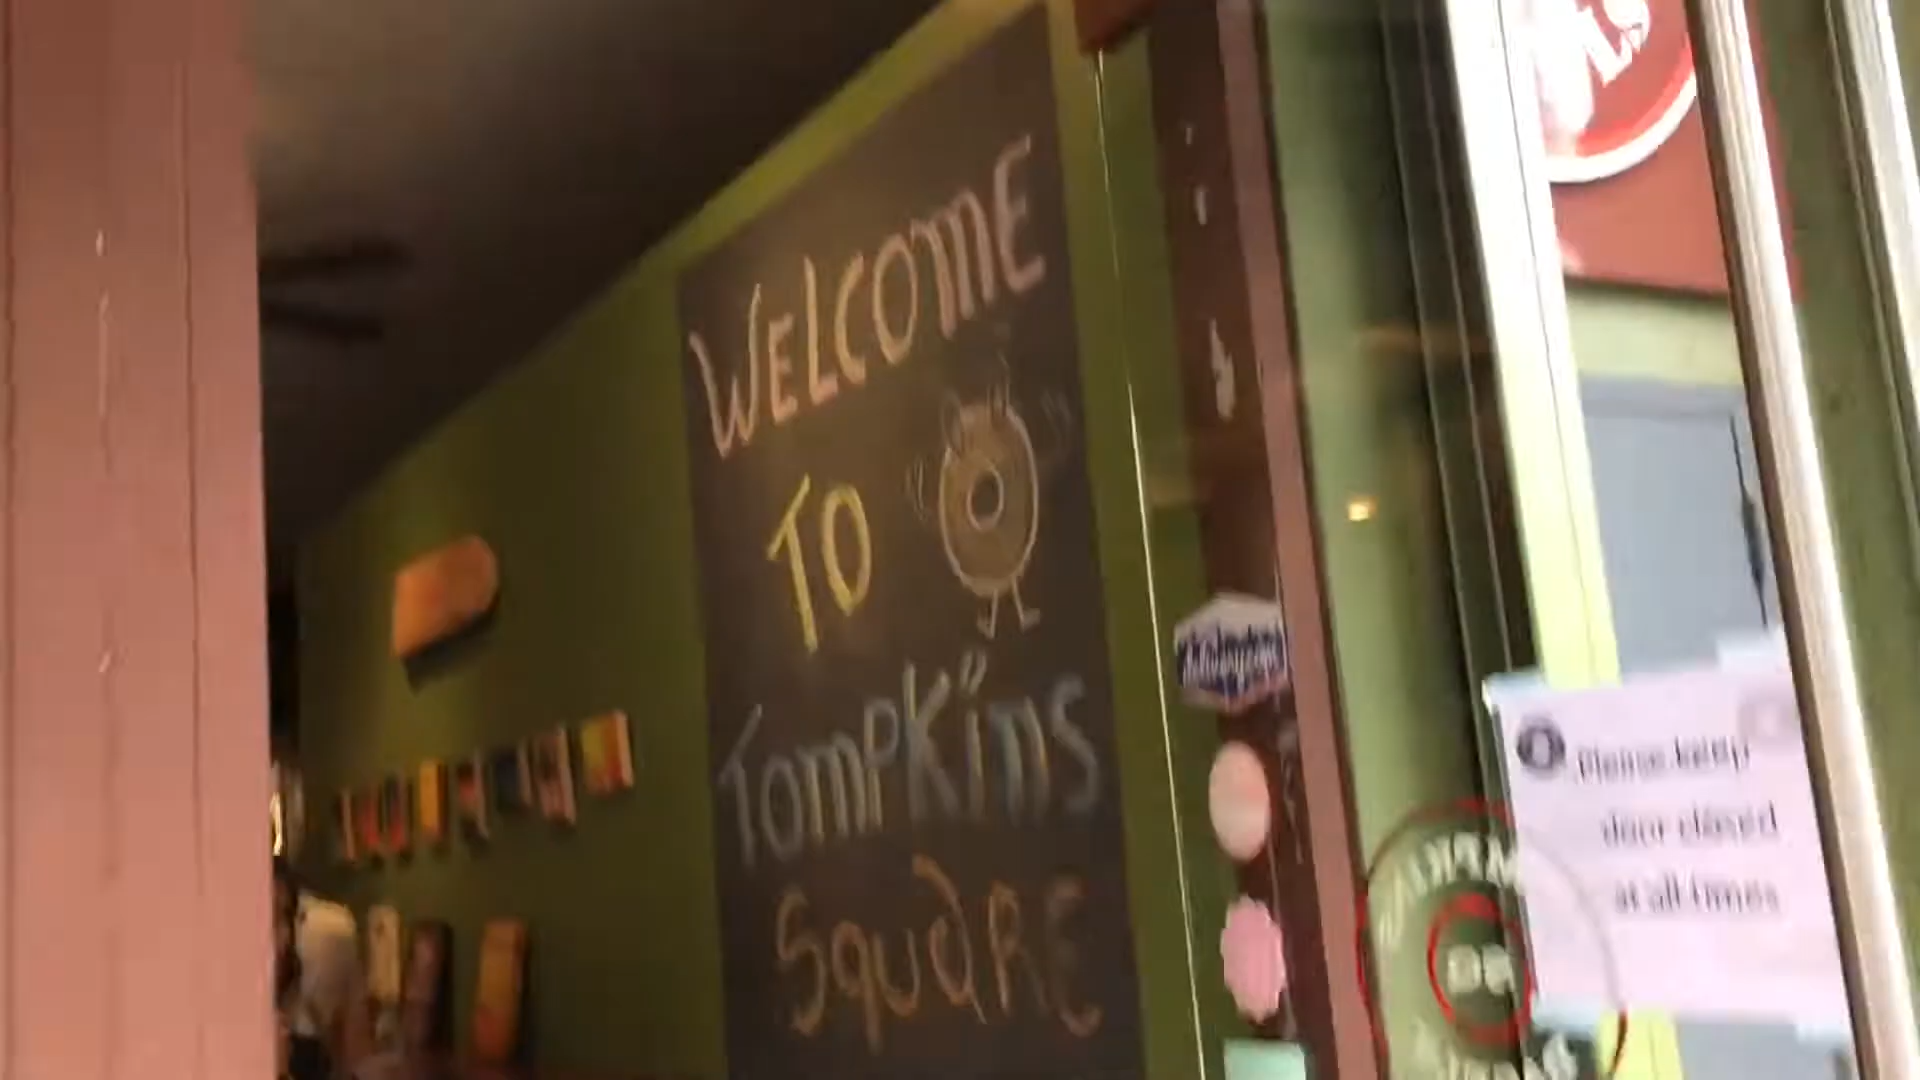 WELCOME
TO
TOMPKiNS
SQUARE
Please keep
door closed
at all times